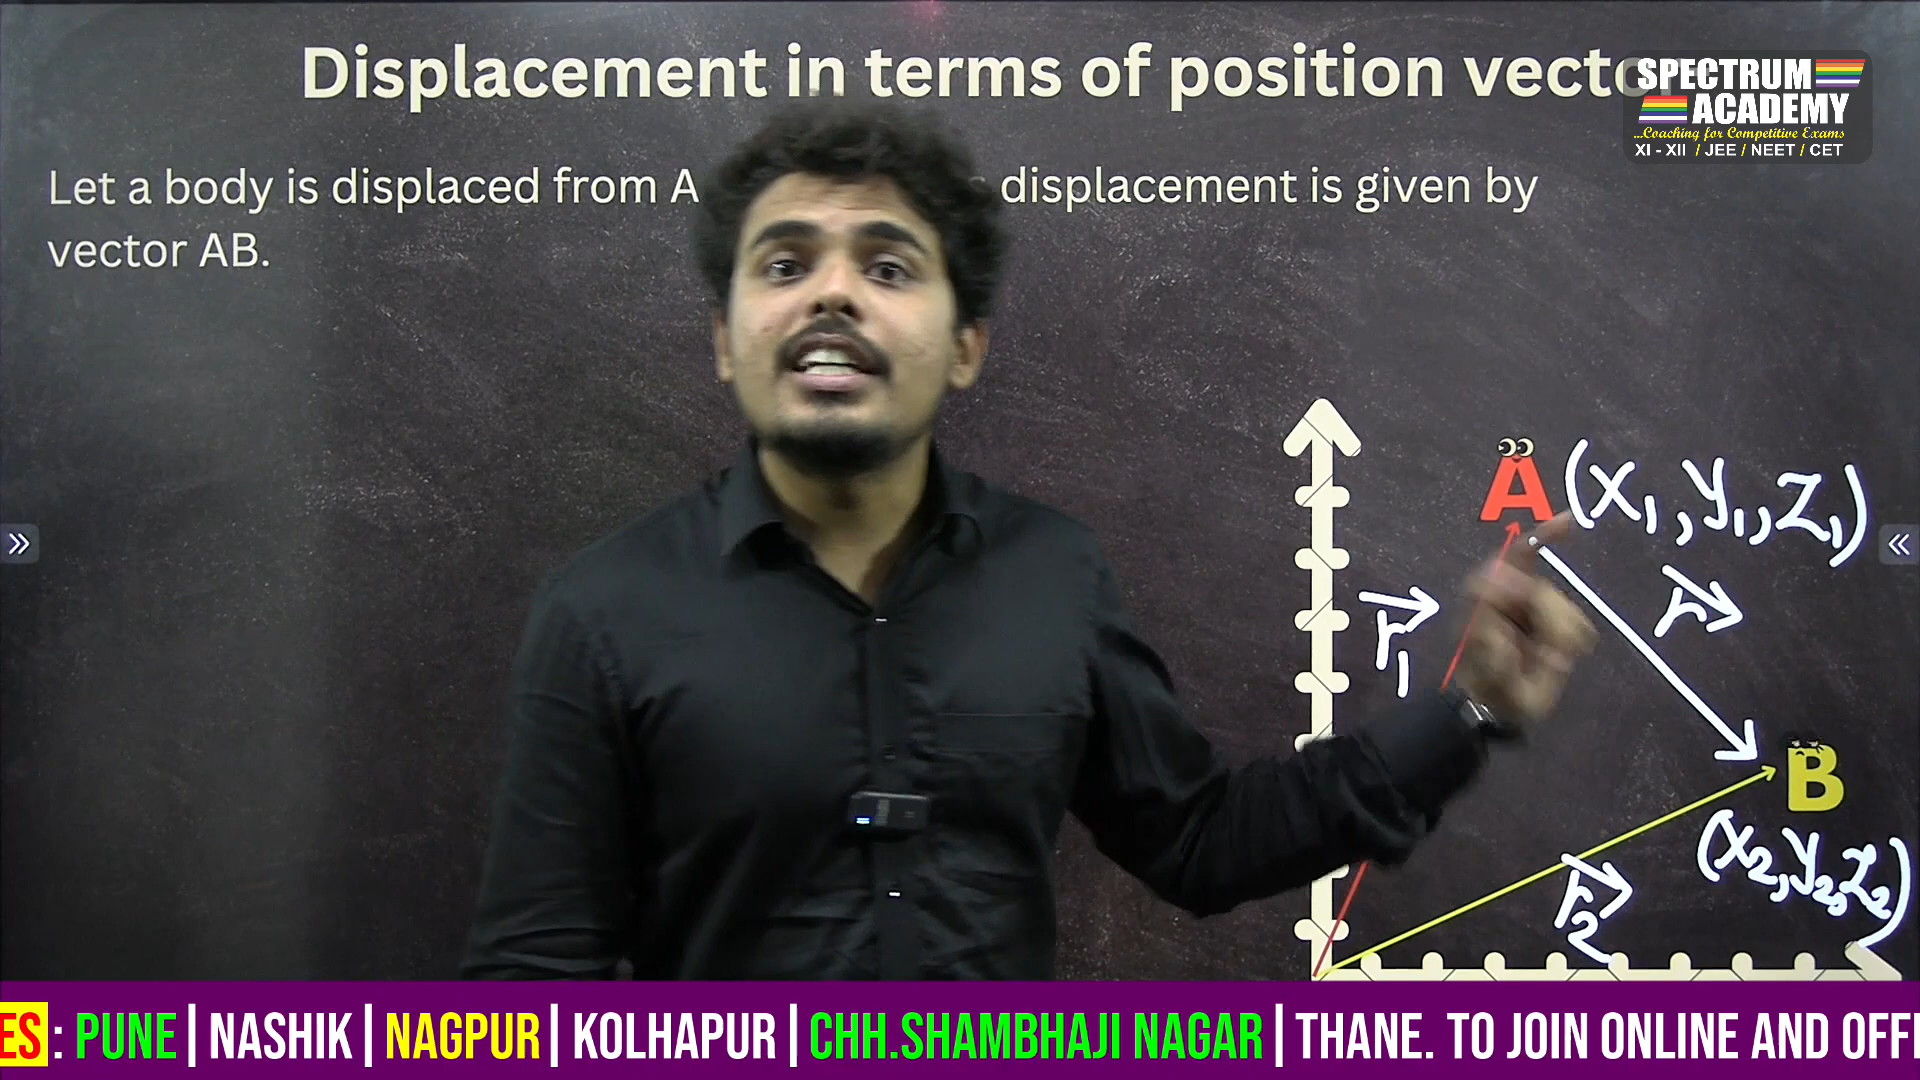 Displacement in terms of position vecto
SPECTRUM
ACADEMY
...Coaching for Competitive Exams
XI - XII / JEE / NEET / CET
Let a body is displaced from A displacement is given by
vector AB.
A (x₁, y₁, z₁)
r⃗
r⃗₁
B
(x₂, y₂, z₂)
r⃗₂
ES : PUNE | NASHIK | NAGPUR | KOLHAPUR | CHH.SHAMBHAJI NAGAR | THANE. TO JOIN ONLINE AND OFF